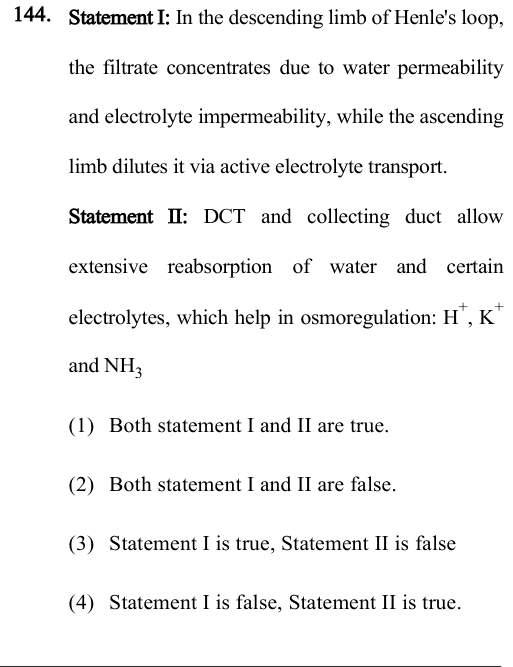 144. Statement I: In the descending limb of Henle's loop,
the filtrate concentrates due to water permeability
and electrolyte impermeability, while the ascending
limb dilutes it via active electrolyte transport.
Statement II: DCT and collecting duct allow
extensive reabsorption of water and certain
electrolytes, which help in osmoregulation: H⁺, K⁺
and NH₃
(1) Both statement I and II are true.
(2) Both statement I and II are false.
(3) Statement I is true, Statement II is false
(4) Statement I is false, Statement II is true.